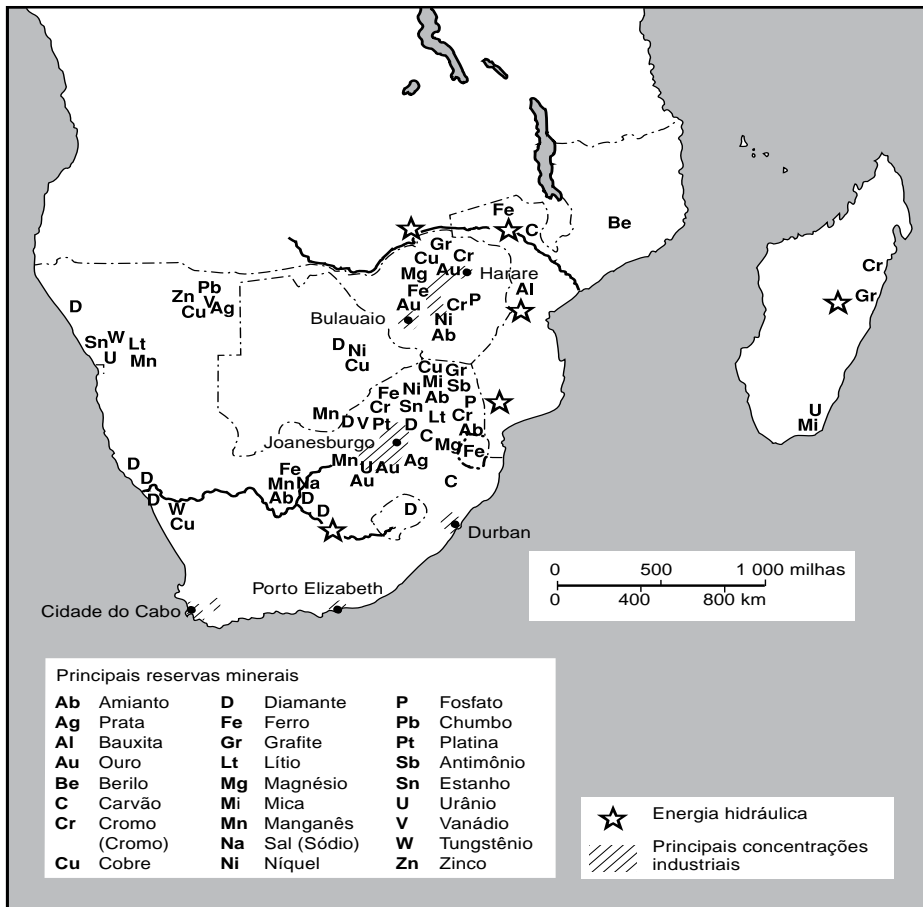 Fe
C
Be
Gr
Cu Cr
Mg Au Harare
Fe
Au Cr P
Bulauaio Ni
Ab
Al
Cr
Gr
U
Mi
D
Pb
Zn V
Cu Ag
Sn W Lt
U Mn
D Ni
Cu
Cu Gr
Mi Sb
Fe Ni Ab P
Cr Sn Lt Cr
Mn D V Pt D Ab
Joanesburgo C Mg
Fe
Mn U Au Ag
Au
C
D
D
D
Fe
Mn Na
Ab D
D
W
Cu
D
Durban
Porto Elizabeth
Cidade do Cabo
0 500 1 000 milhas
0 400 800 km
Principais reservas minerais
Ab Amianto D Diamante P Fosfato
Ag Prata Fe Ferro Pb Chumbo
Al Bauxita Gr Grafite Pt Platina
Au Ouro Lt Lítio Sb Antimônio
Be Berilo Mg Magnésio Sn Estanho
C Carvão Mi Mica U Urânio
Cr Cromo Mn Manganês V Vanádio
(Cromo) Na Sal (Sódio) W Tungstênio
Cu Cobre Ni Níquel Zn Zinco
Energia hidráulica
Principais concentrações
industriais